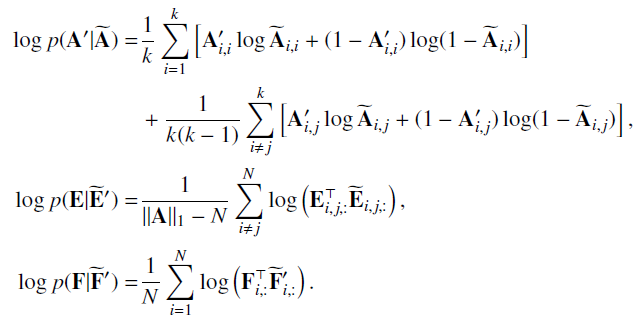 log p(A′|Ã) = 1/k ∑_{i=1}^{k} [A′_{i,i} log Ã_{i,i} + (1 − A′_{i,i}) log(1 − Ã_{i,i})]
+ 1/(k(k − 1)) ∑_{i≠j}^{k} [A′_{i,j} log Ã_{i,j} + (1 − A′_{i,j}) log(1 − Ã_{i,j})],
log p(E|Ẽ′) = 1/(||A||₁ − N) ∑_{i≠j}^{N} log (E_{i,j,:}^⊤ Ẽ_{i,j,:}),
log p(F|F̃′) = 1/N ∑_{i=1}^{N} log (F_{i,:}^⊤ F̃′_{i,:}).